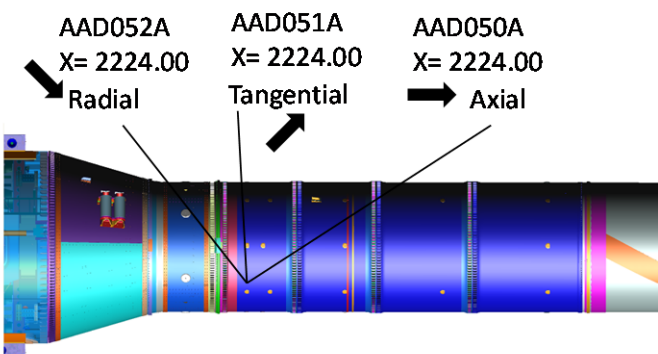 AAD052A
X= 2224.00
Radial
AAD051A
X= 2224.00
Tangential
AAD050A
X= 2224.00
Axial